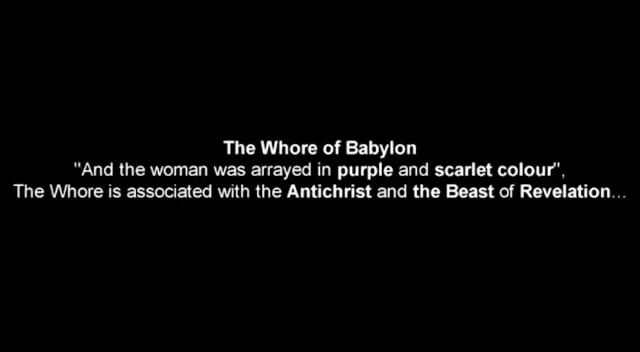 The Whore of Babylon
"And the woman was arrayed in purple and scarlet colour",
The Whore is associated with the Antichrist and the Beast of Revelation...